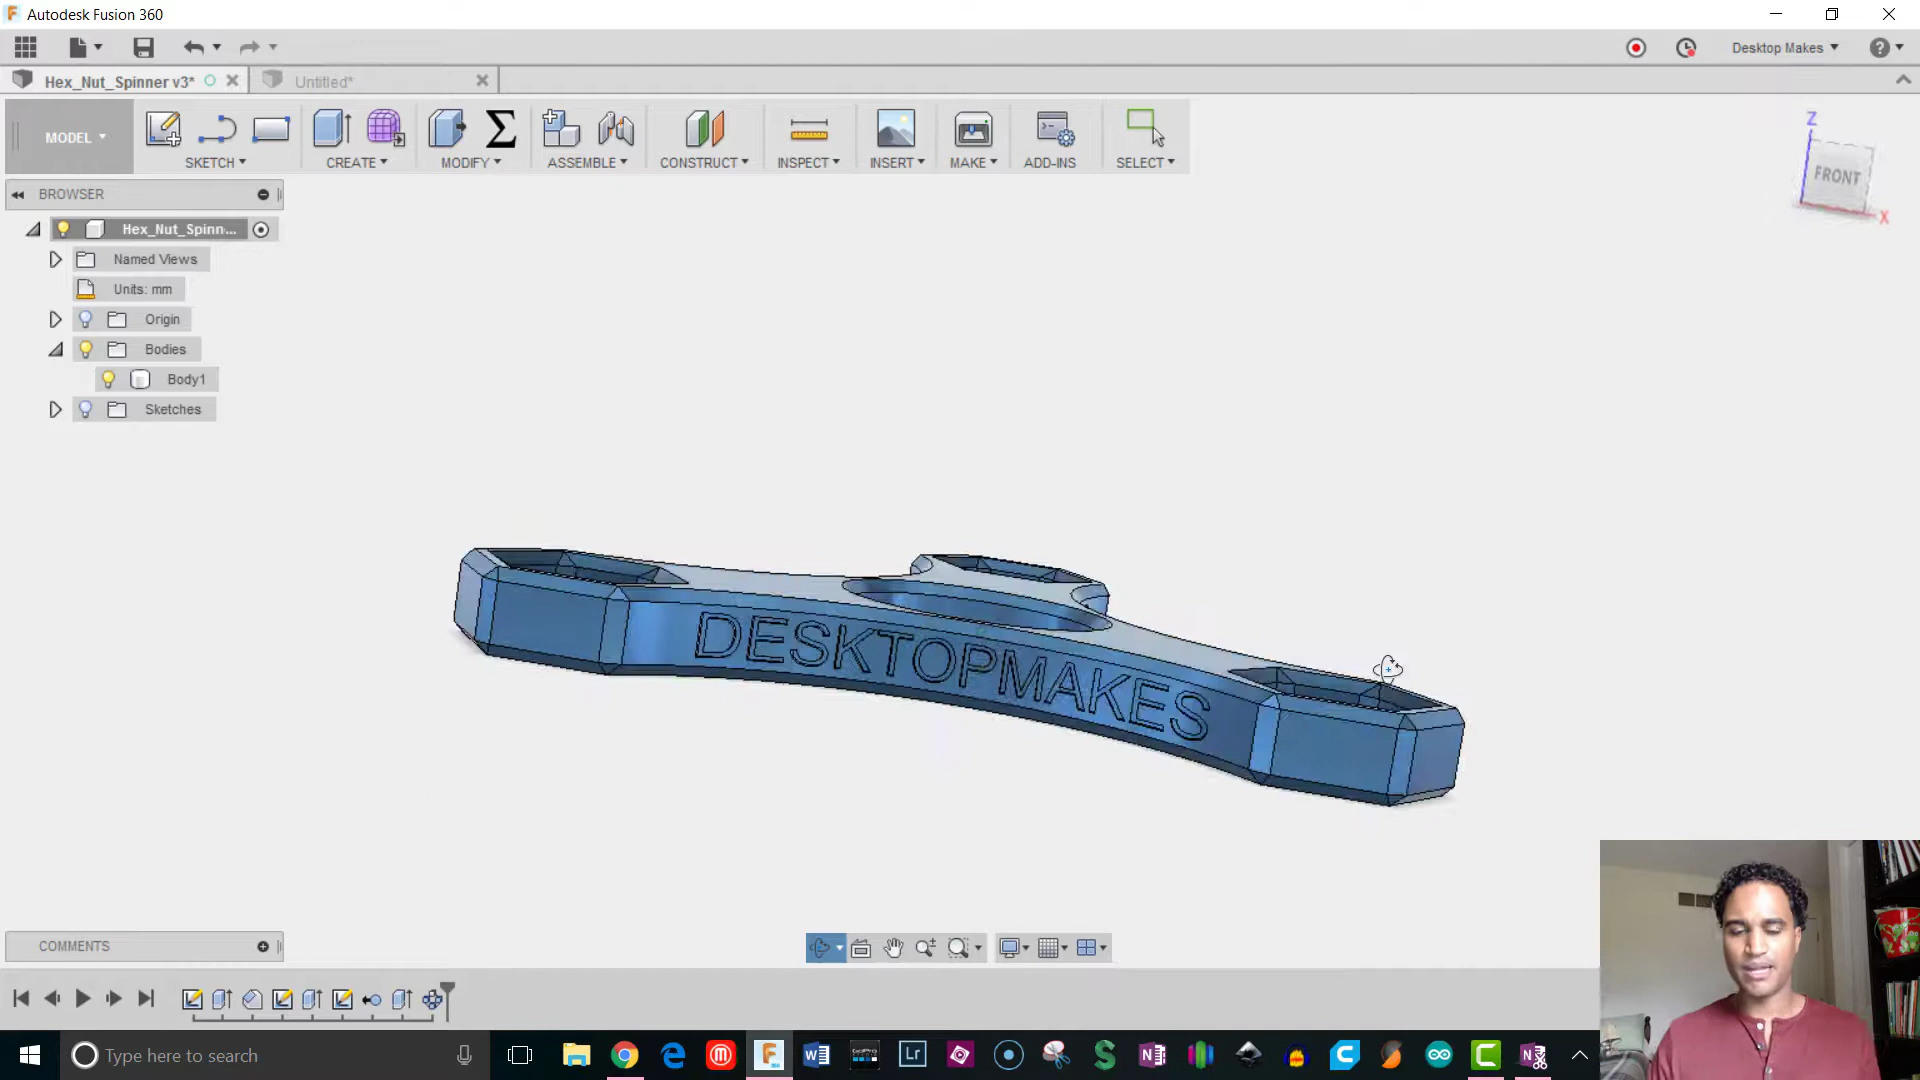 Autodesk Fusion 360
Desktop Makes
Hex_Nut_Spinner v3*
Untitled*
MODEL
SKETCH
CREATE
MODIFY
ASSEMBLE
CONSTRUCT
INSPECT
INSERT
MAKE
ADD-INS
SELECT
Z
FRONT
X
BROWSER
Hex_Nut_Spinn...
Named Views
Units: mm
Origin
Bodies
Body1
Sketches
DESKTOPMAKES
COMMENTS
Type here to search